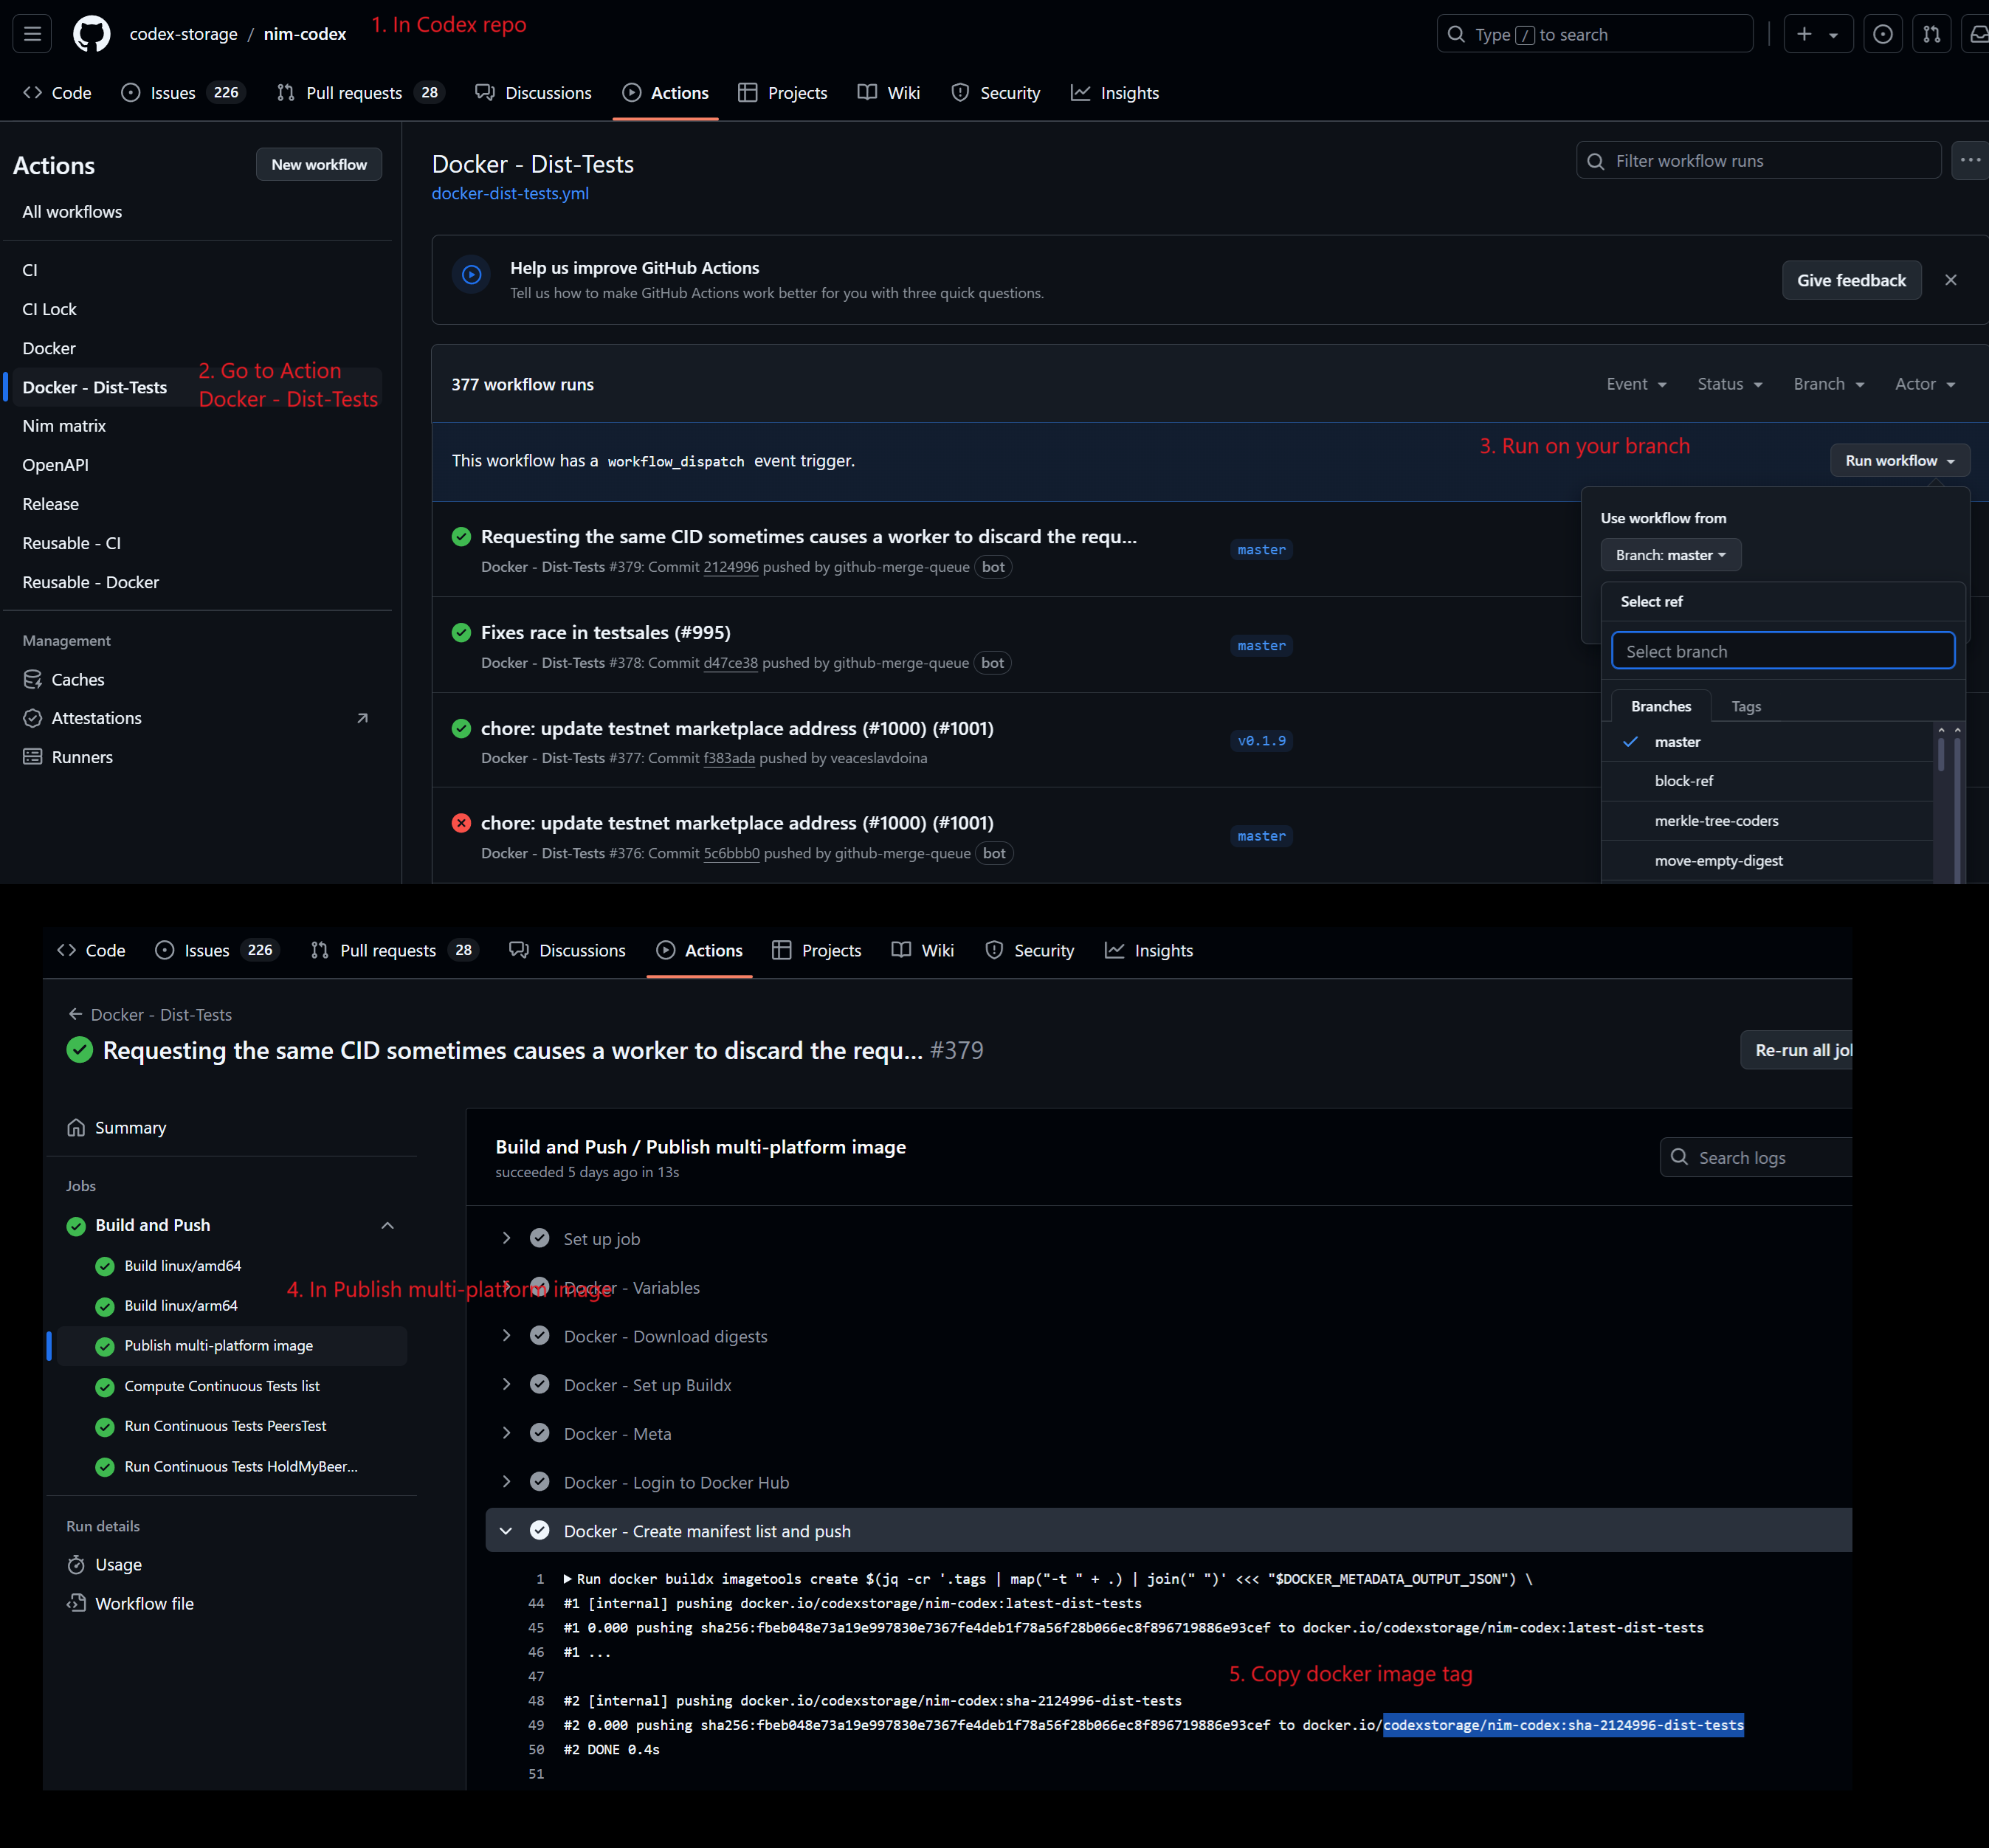 codex-storage / nim-codex
1. In Codex repo
Type / to search
Code
Issues 226
Pull requests 28
Discussions
Actions
Projects
Wiki
Security
Insights
Actions
New workflow
All workflows
CI
CI Lock
Docker
Docker - Dist-Tests
2. Go to Action
Docker - Dist-Tests
Nim matrix
OpenAPI
Release
Reusable - CI
Reusable - Docker
Management
Caches
Attestations
Runners
Docker - Dist-Tests
docker-dist-tests.yml
Filter workflow runs
Help us improve GitHub Actions
Tell us how to make GitHub Actions work better for you with three quick questions.
Give feedback
377 workflow runs
Event
Status
Branch
Actor
This workflow has a workflow_dispatch event trigger.
3. Run on your branch
Run workflow
Use workflow from
Branch: master
Select ref
Select branch
Branches
Tags
master
block-ref
merkle-tree-coders
move-empty-digest
Requesting the same CID sometimes causes a worker to discard the requ...
Docker - Dist-Tests #379: Commit 2124996 pushed by github-merge-queue bot
master
Fixes race in testsales (#995)
Docker - Dist-Tests #378: Commit d47ce38 pushed by github-merge-queue bot
master
chore: update testnet marketplace address (#1000) (#1001)
Docker - Dist-Tests #377: Commit f383ada pushed by veaceslavdoina
v0.1.9
chore: update testnet marketplace address (#1000) (#1001)
Docker - Dist-Tests #376: Commit 5c6bbb0 pushed by github-merge-queue bot
master
Code
Issues 226
Pull requests 28
Discussions
Actions
Projects
Wiki
Security
Insights
Docker - Dist-Tests
Requesting the same CID sometimes causes a worker to discard the requ... #379
Re-run all jo
Summary
Jobs
Build and Push
Build linux/amd64
4. In Publish multi-platform image
Build linux/arm64
Publish multi-platform image
Compute Continuous Tests list
Run Continuous Tests PeersTest
Run Continuous Tests HoldMyBeer...
Run details
Usage
Workflow file
Build and Push / Publish multi-platform image
succeeded 5 days ago in 13s
Search logs
Set up job
Docker - Variables
Docker - Download digests
Docker - Set up Buildx
Docker - Meta
Docker - Login to Docker Hub
Docker - Create manifest list and push
1 Run docker buildx imagetools create $(jq -cr '.tags | map("-t " + .) | join(" ")' <<< "$DOCKER_METADATA_OUTPUT_JSON") \
44 #1 [internal] pushing docker.io/codexstorage/nim-codex:latest-dist-tests
45 #1 0.000 pushing sha256:fbeb048e73a19e997830e7367fe4deb1f78a56f28b066ec8f896719886e93cef to docker.io/codexstorage/nim-codex:latest-dist-tests
46 #1 ...
47
5. Copy docker image tag
48 #2 [internal] pushing docker.io/codexstorage/nim-codex:sha-2124996-dist-tests
49 #2 0.000 pushing sha256:fbeb048e73a19e997830e7367fe4deb1f78a56f28b066ec8f896719886e93cef to docker.io/codexstorage/nim-codex:sha-2124996-dist-tests
50 #2 DONE 0.4s
51